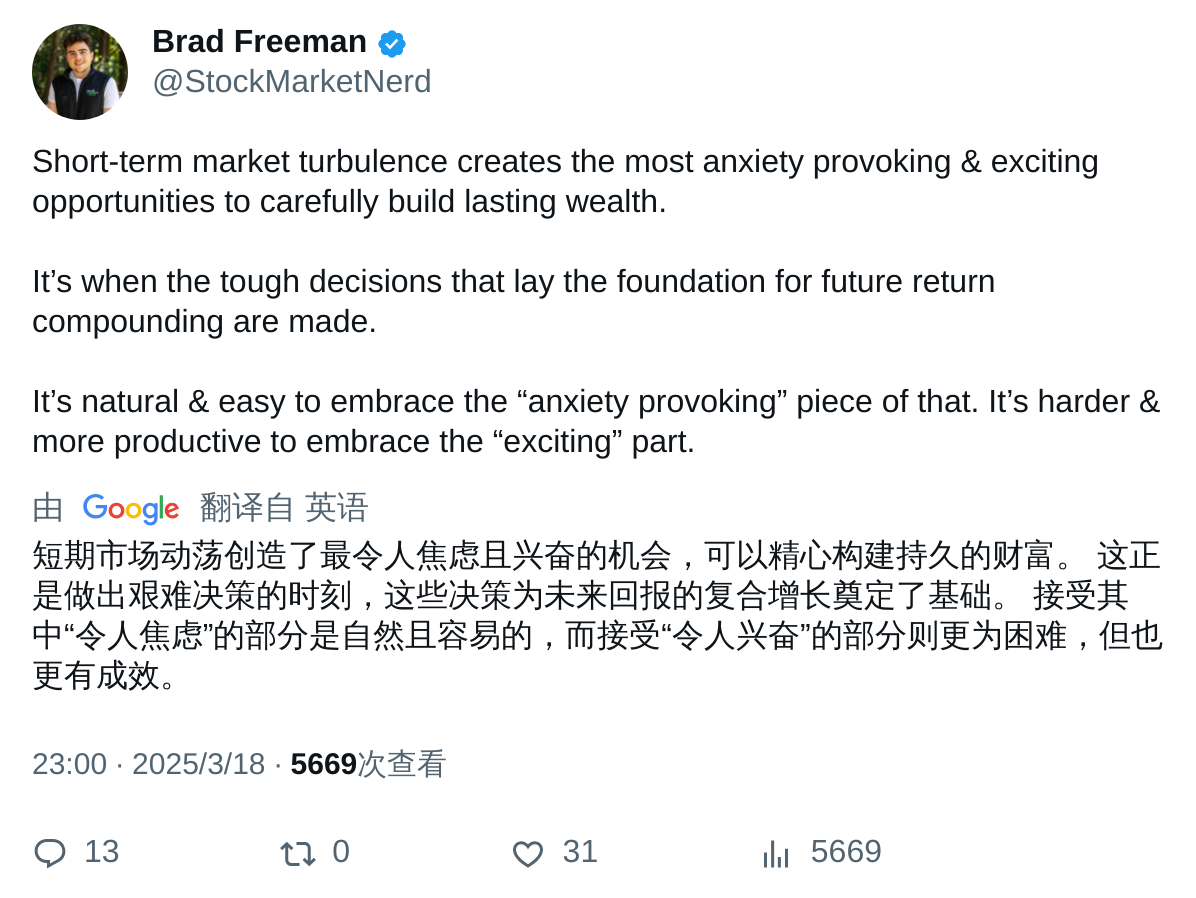 Brad Freeman
@StockMarketNerd
Short-term market turbulence creates the most anxiety provoking & exciting
opportunities to carefully build lasting wealth.
It’s when the tough decisions that lay the foundation for future return
compounding are made.
It’s natural & easy to embrace the “anxiety provoking” piece of that. It’s harder &
more productive to embrace the “exciting” part.
由 Google 翻译自 英语
短期市场动荡创造了最令人焦虑且兴奋的机会，可以精心构建持久的财富。 这正
是做出艰难决策的时刻，这些决策为未来回报的复合增长奠定了基础。 接受其
中“令人焦虑”的部分是自然且容易的，而接受“令人兴奋”的部分则更为困难，但也
更有成效。
23:00 · 2025/3/18 · 5669次查看
13 0 31 5669